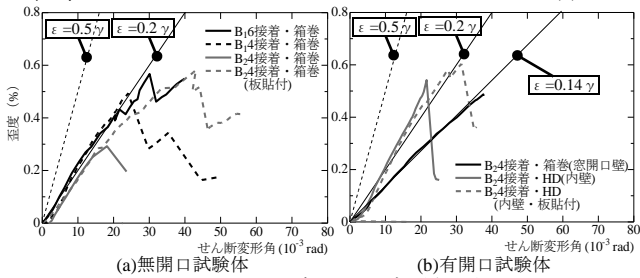 ε=0.5γ
ε=0.2γ
B₁6接着・箱巻
B₁4接着・箱巻
B₂4接着・箱巻
B₂4接着・箱巻
(板貼付)
歪度 (%)
0.8
0.6
0.4
0.2
0
0 10 20 30 40 50 60 70 80
せん断変形角(10⁻³ rad)
(a)無開口試験体
ε=0.5γ
ε=0.2γ
ε=0.14γ
B₂4接着・箱巻(窓開口壁)
B₂4接着・HD(内壁)
B₂4接着・HD
(内壁・板貼付)
0.8
0.6
0.4
0.2
0
0 10 20 30 40 50 60 70 80
せん断変形角(10⁻³ rad)
(b)有開口試験体